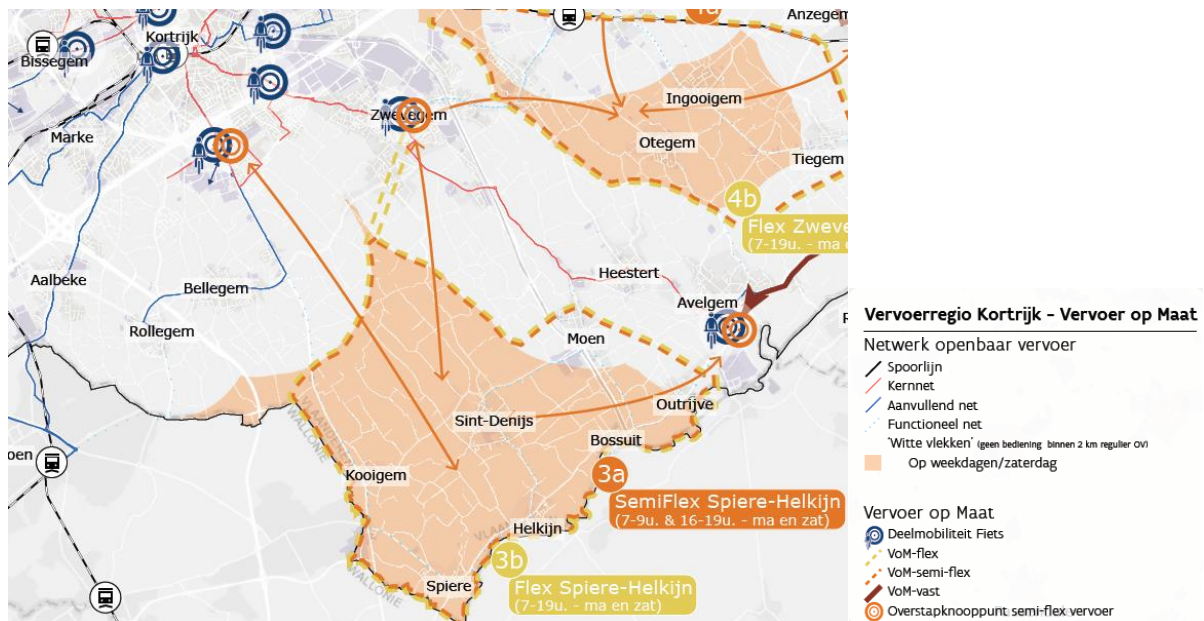 Anzegem
Kortrijk
Bissegem
Ingooigem
Zwevegem
Marke
Otegem
Tiegem
4b
Flex Zweve
(7-19u. - ma e
Aalbeke
Heestert
Bellegem
Avelgem
Rollegem
Moen
VLAANDEREN
WALLONIE
Outrijve
Sint-Denijs
Bossuit
Kooigem
3a
SemiFlex Spiere-Helkijn
(7-9u. & 16-19u. - ma en zat)
Helkijn
3b
Spiere
Flex Spiere-Helkijn
(7-19u. - ma en zat)
WALLONIE
Vervoerregio Kortrijk - Vervoer op Maat
Netwerk openbaar vervoer
Spoorlijn
Kernnet
Aanvullend net
Functioneel net
'Witte vlekken' (geen bediening binnen 2 km regulier OV)
Op weekdagen/zaterdag
Vervoer op Maat
Deelmobiliteit Fiets
VoM-flex
VoM-semi-flex
VoM-vast
Overstapknooppunt semi-flex vervoer